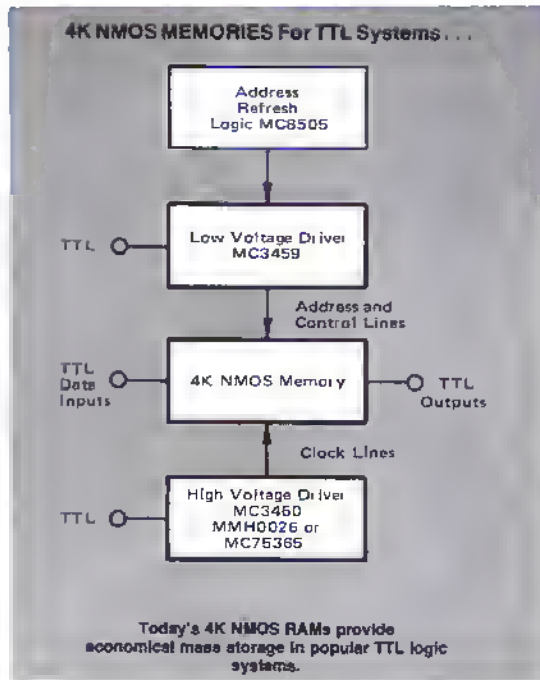 4K NMOS MEMORIES For TTL Systems...
Address
Refresh
Logic MC8505
TTL
Low Voltage Driver
MC3459
Address and
Control Lines
TTL
Data
Inputs
4K NMOS Memory
TTL
Outputs
Clock Lines
TTL
High Voltage Driver
MC3460
MMH0026 or
MC75365
Today's 4K NMOS RAMs provide
economical mass storage in popular TTL logic
systems.